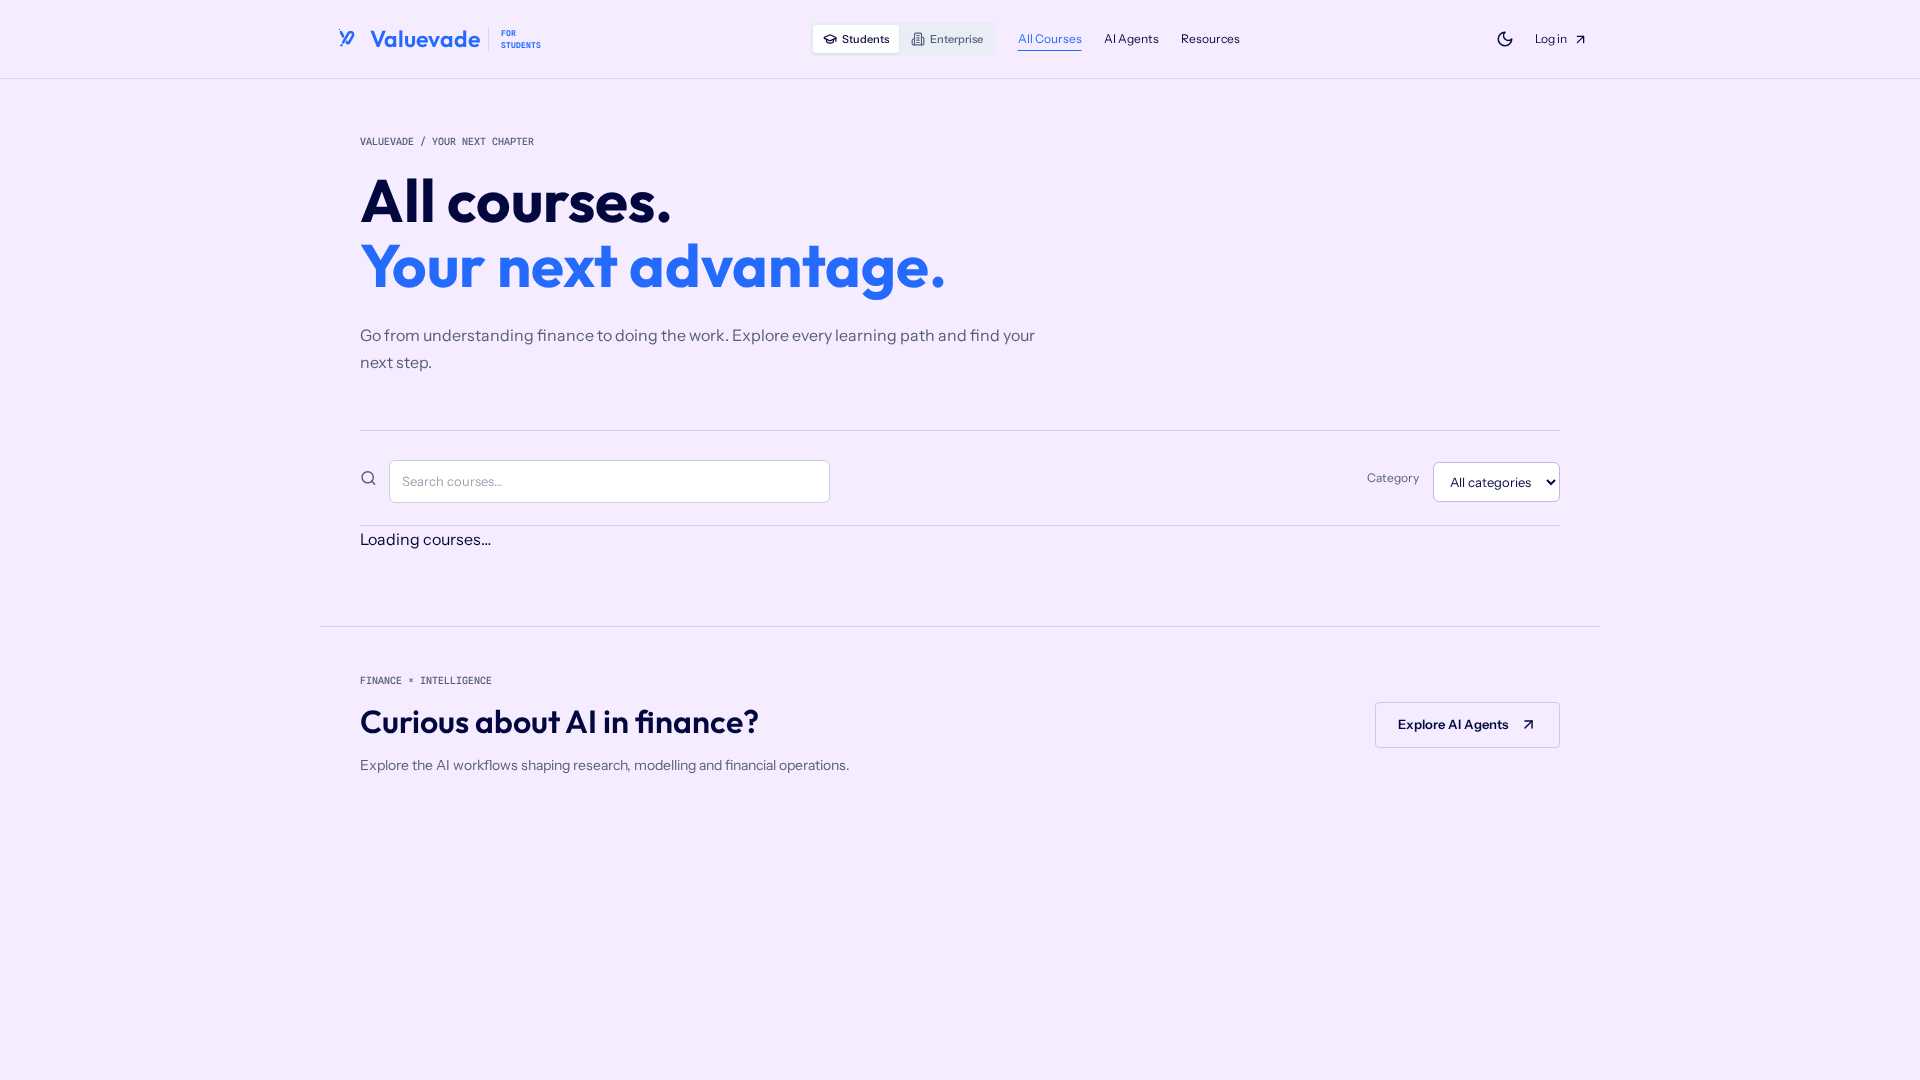 Valuevade
FOR
STUDENTS
Students
Enterprise
All Courses
AI Agents
Resources
Log in
VALUEVADE / YOUR NEXT CHAPTER
All courses.
Your next advantage.
Go from understanding finance to doing the work. Explore every learning path and find your
next step.
Search courses...
Category
All categories
Loading courses...
FINANCE × INTELLIGENCE
Curious about AI in finance?
Explore AI Agents
Explore the AI workflows shaping research, modelling and financial operations.